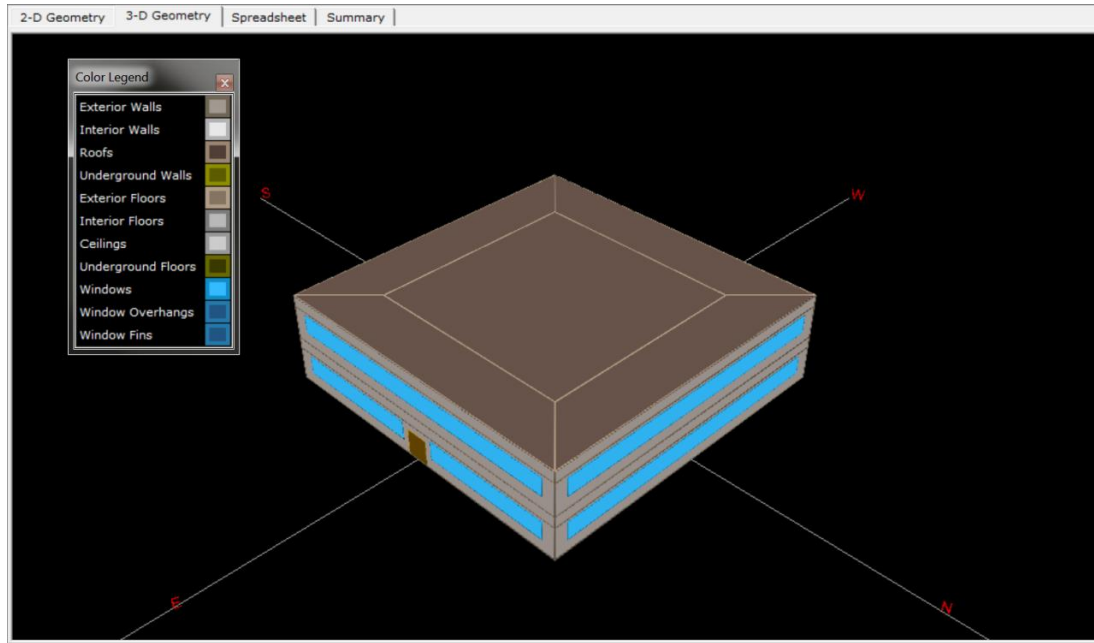 2-D Geometry 3-D Geometry Spreadsheet Summary
Color Legend x
Exterior Walls
Interior Walls
Roofs
Underground Walls
Exterior Floors
Interior Floors
Ceilings
Underground Floors
Windows
Window Overhangs
Window Fins
S
W
E
N